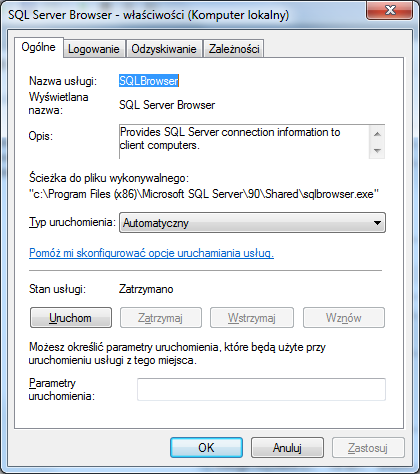 SQL Server Browser - właściwości (Komputer lokalny)
Ogólne Logowanie Odzyskiwanie Zależności
Nazwa usługi: SQLBrowser
Wyświetlana
nazwa: SQL Server Browser
Opis: Provides SQL Server connection information to
client computers.
Ścieżka do pliku wykonywalnego:
"c:\Program Files (x86)\Microsoft SQL Server\90\Shared\sqlbrowser.exe"
Typ uruchomienia: Automatyczny
Pomóż mi skonfigurować opcje uruchamiania usług.
Stan usługi: Zatrzymano
Uruchom Zatrzymaj Wstrzymaj Wznów
Możesz określić parametry uruchomienia, które będą użyte przy
uruchomieniu usługi z tego miejsca.
Parametry
uruchomienia:
OK Anuluj Zastosuj